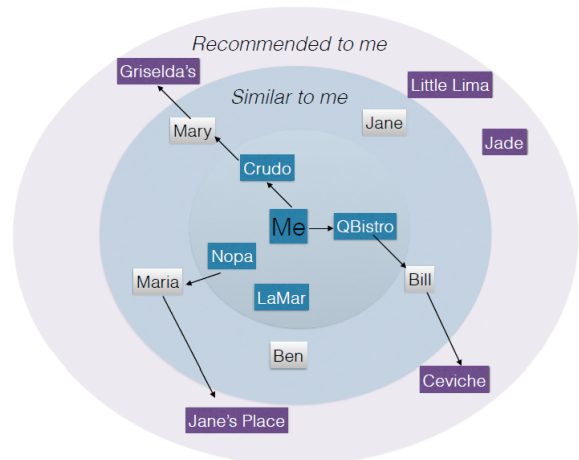 Recommended to me
Griselda's
Similar to me
Little Lima
Mary
Jane
Jade
Crudo
Me
QBistro
Nopa
Maria
Bill
LaMar
Ben
Ceviche
Jane's Place